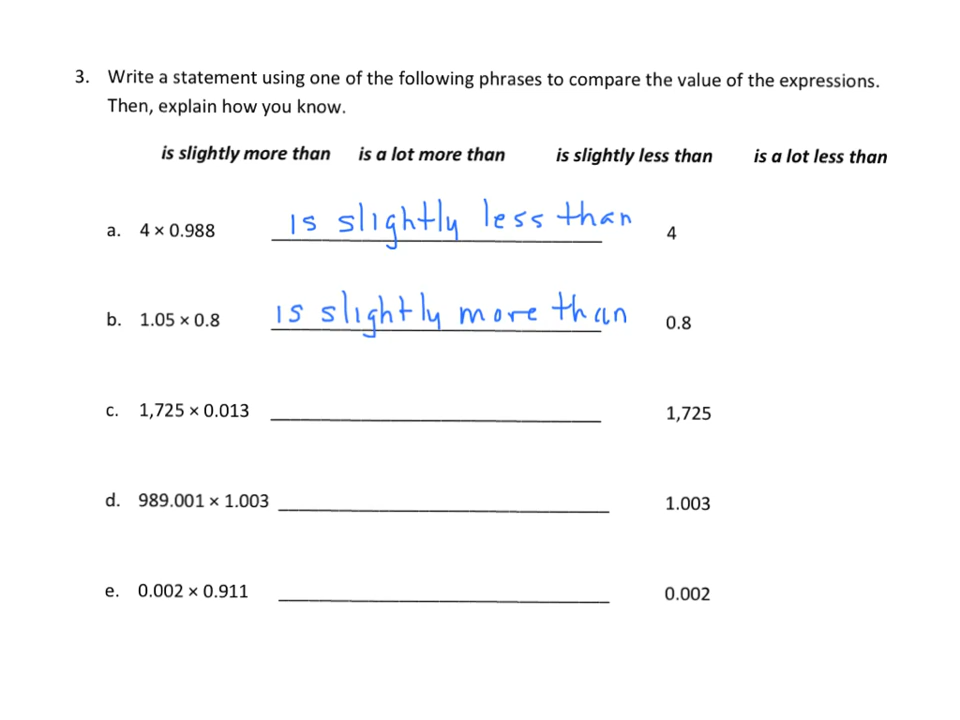 3. Write a statement using one of the following phrases to compare the value of the expressions.
Then, explain how you know.
is slightly more than is a lot more than is slightly less than is a lot less than
a. 4 × 0.988 is slightly less than 4
b. 1.05 × 0.8 is slightly more than 0.8
c. 1,725 × 0.013 1,725
d. 989.001 × 1.003 1.003
e. 0.002 × 0.911 0.002